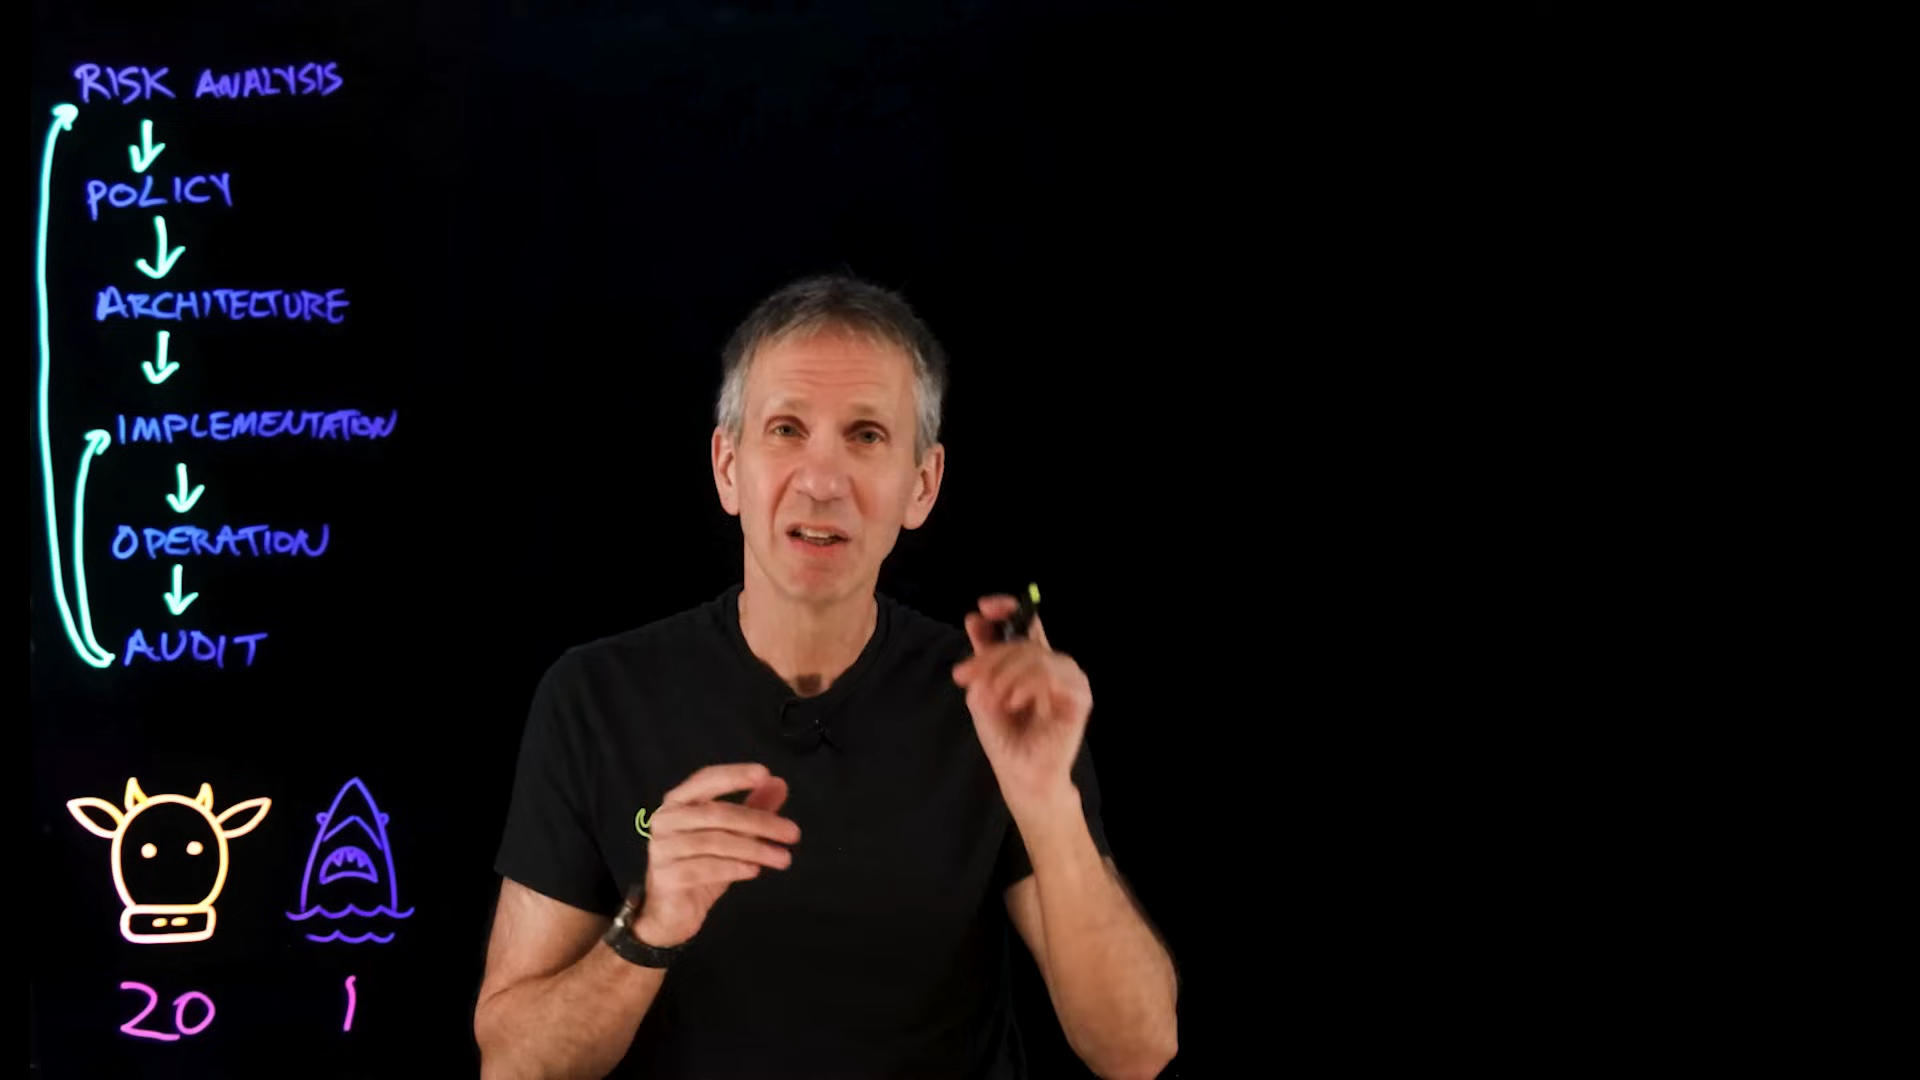 RISK ANALYSIS
POLICY
ARCHITECTURE
IMPLEMENTATION
OPERATION
AUDIT
20 1